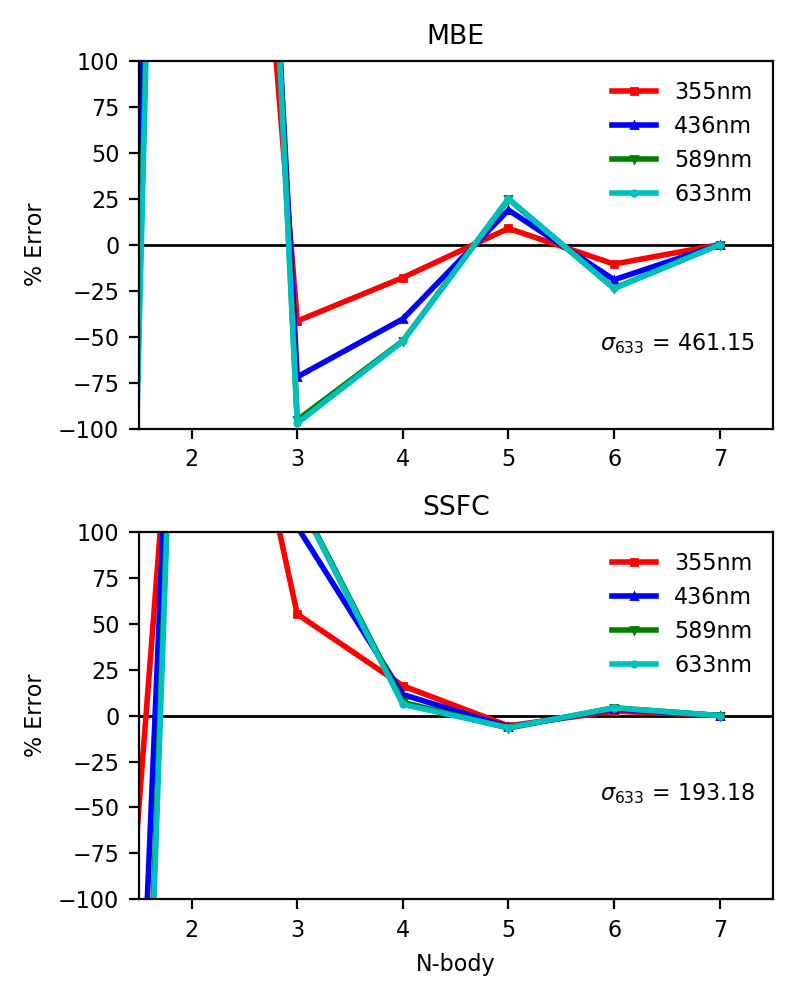 MBE
100
75
50
25
0
−25
−50
−75
−100
% Error
355nm
436nm
589nm
633nm
σ633 = 461.15
2 3 4 5 6 7
SSFC
100
75
50
25
0
−25
−50
−75
−100
% Error
355nm
436nm
589nm
633nm
σ633 = 193.18
2 3 4 5 6 7
N-body